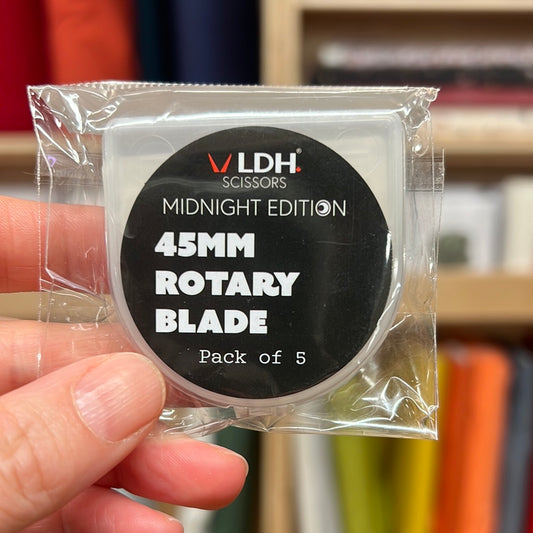 LDH®
SCISSORS
MIDNIGHT EDITION
45MM
ROTARY
BLADE
Pack of 5